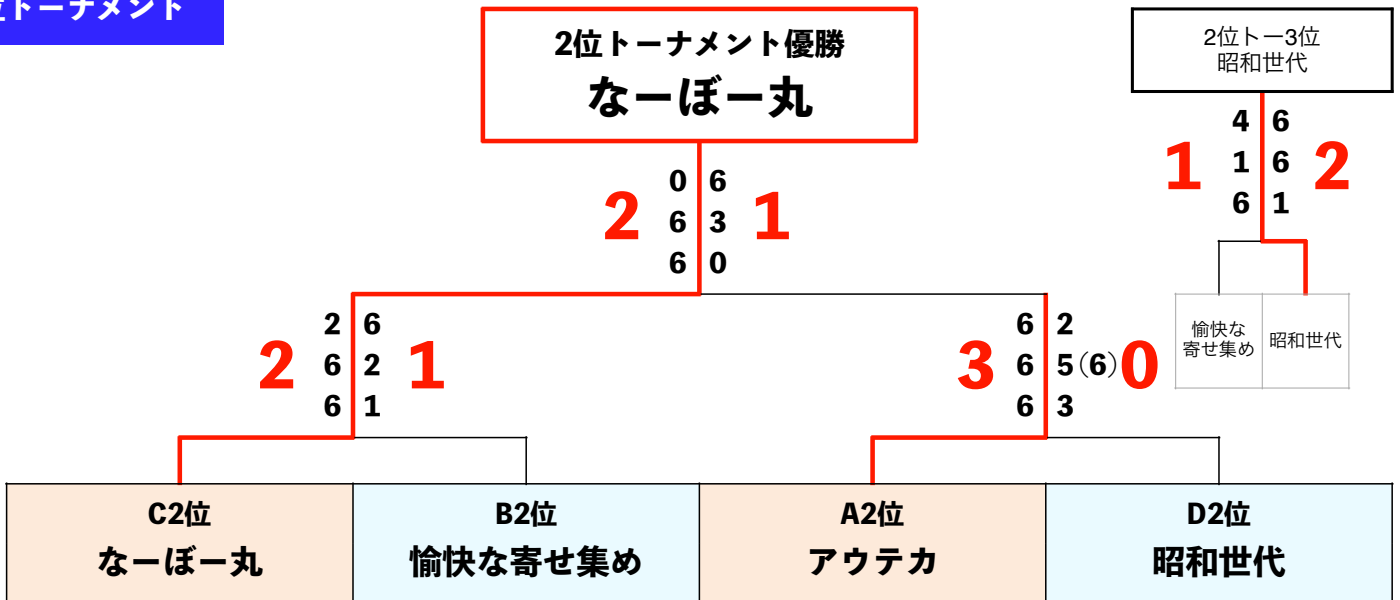 位トーナメント
2位トーナメント優勝
なーぼー丸
2位トー3位
昭和世代
4 6
1 1 6 2
6 1
0 6
2 6 3 1
6 0
愉快な
寄せ集め
昭和世代
2 6
2 6 2 1
6 1
6 2
3 6 5(6) 0
6 3
C2位
なーぼー丸
B2位
愉快な寄せ集め
A2位
アウテカ
D2位
昭和世代